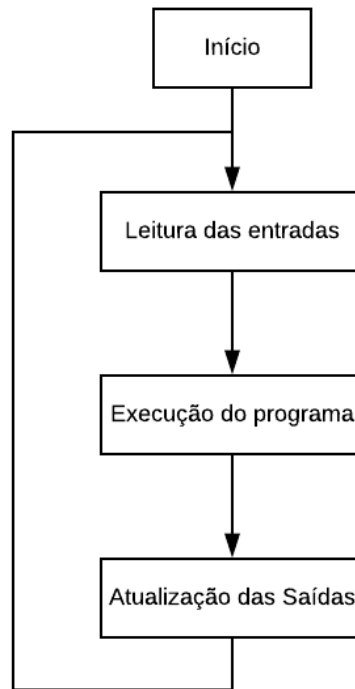 Início
Leitura das entradas
Execução do programa
Atualização das Saídas